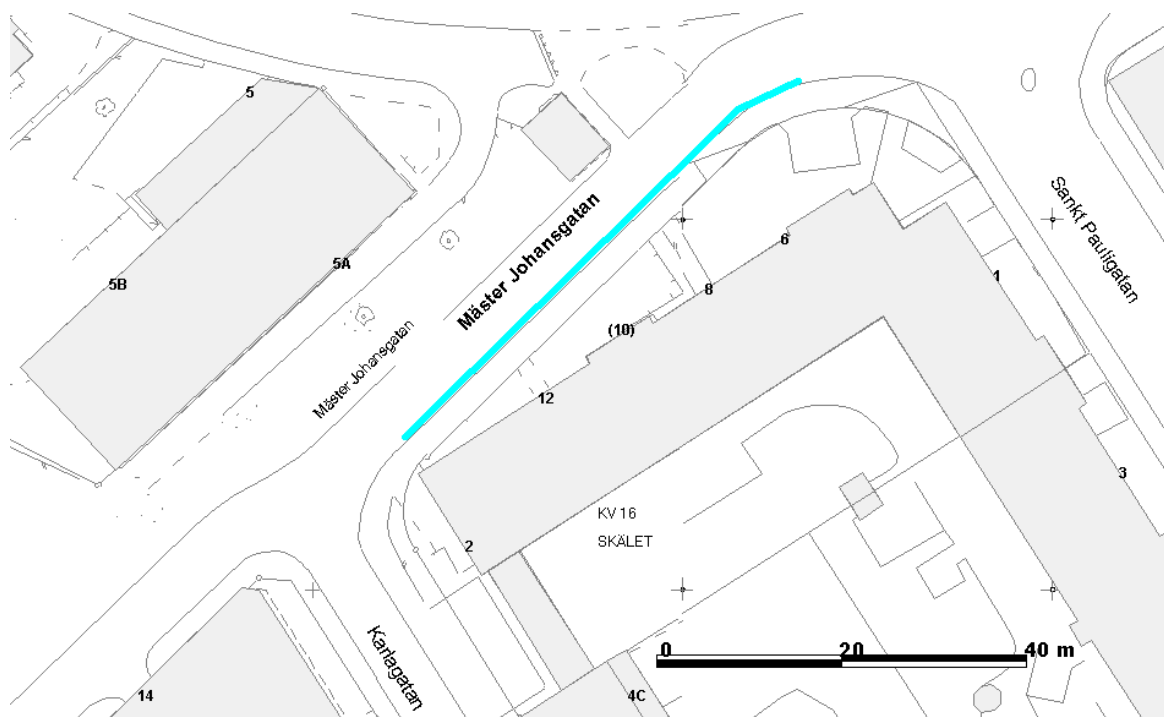 5
5A
5B
Mäster Johansgatan
Mäster Johansgatan
Sankt Pauligatan
6
8
(10)
12
1
3
2
KV 16
SKÄLET
Karlagatan
14
4C
0 20 40 m